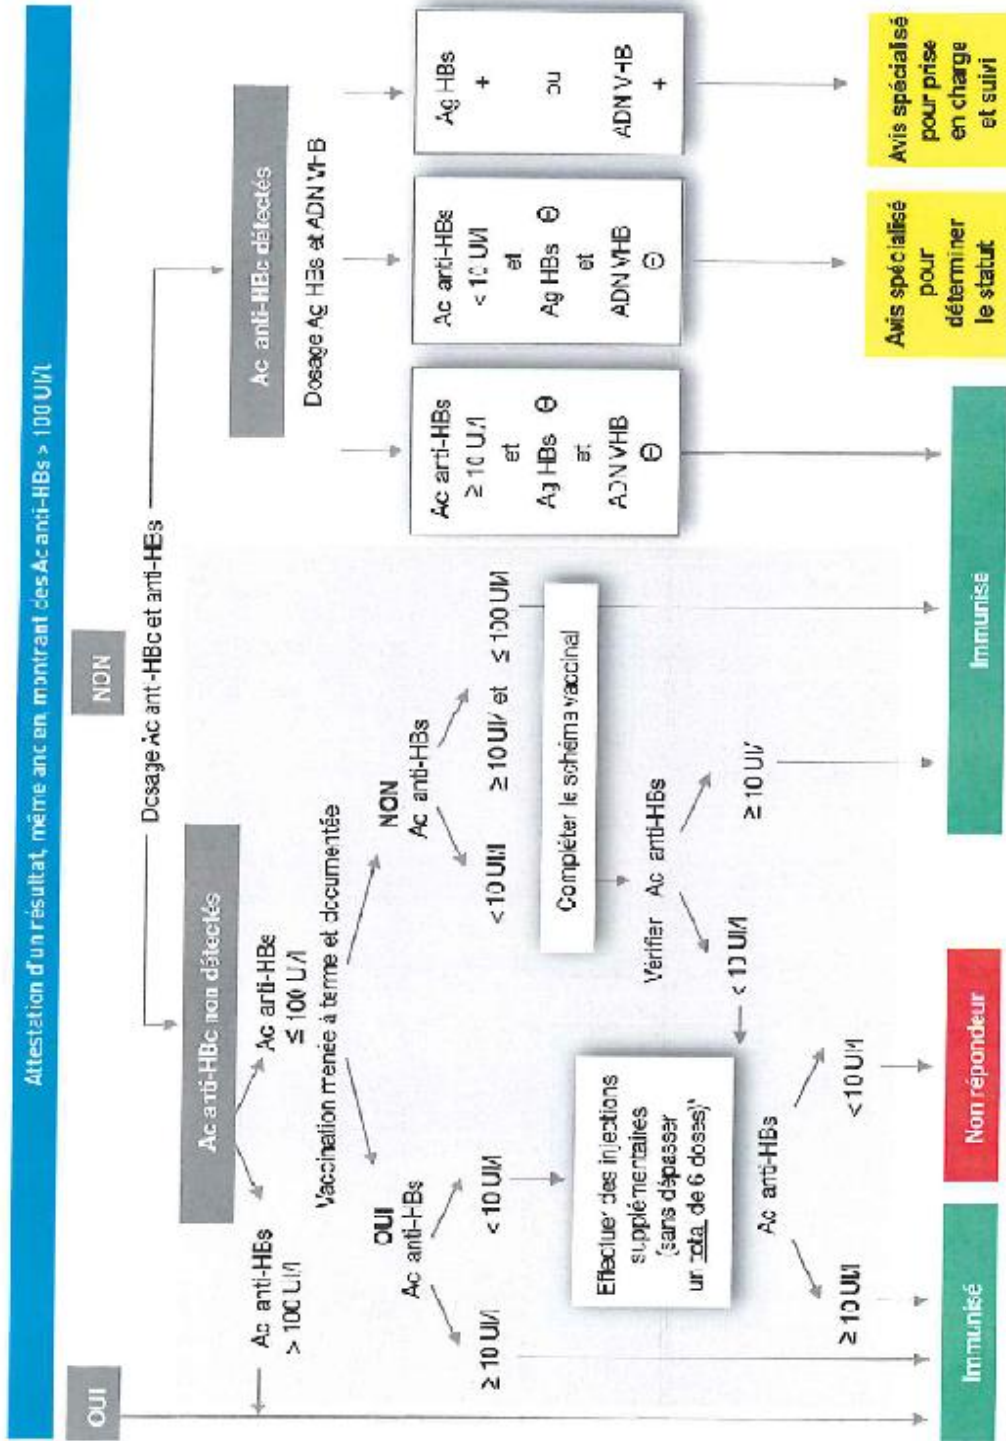 Attestation d'un résultat, même ancien, montrant des Ac anti-HBs > 100 UI/l
OUI
NON
Dosage Ac anti-HBc et anti-HBs
Ac anti-HBc non détectés
Ac anti-HBc détectés
Ac anti-HBs
> 100 UI/l
Ac anti-HBs
≤ 100 UI/l
Vaccination menée à terme et documentée
OUI
Ac anti-HBs
≥ 10 UI/l
< 10 UI/l
NON
Ac anti-HBs
< 10 UI/l
≥ 10 UI/l et ≤ 100 UI/l
Compléter le schéma vaccinal
Vérifier Ac anti-HBs
< 10 UI/l
≥ 10 UI/l
Effectuer des injections
supplémentaires
(sans dépasser
un total de 6 doses)*
Ac anti-HBs
≥ 10 UI/l
< 10 UI/l
Dosage Ag HBs et ADN VHB
Ac anti-HBs
≥ 10 UI/l
et
Ag HBs ⊖
et
ADN VHB
⊖
Ac anti-HBs
< 10 UI/l
et
Ag HBs ⊖
et
ADN VHB
⊖
Ag HBs
+
ou
ADN VHB
+
Immunisé
Non répondeur
Immunisé
Avis spécialisé
pour
déterminer
le statut
Avis spécialisé
pour prise
en charge
et suivi